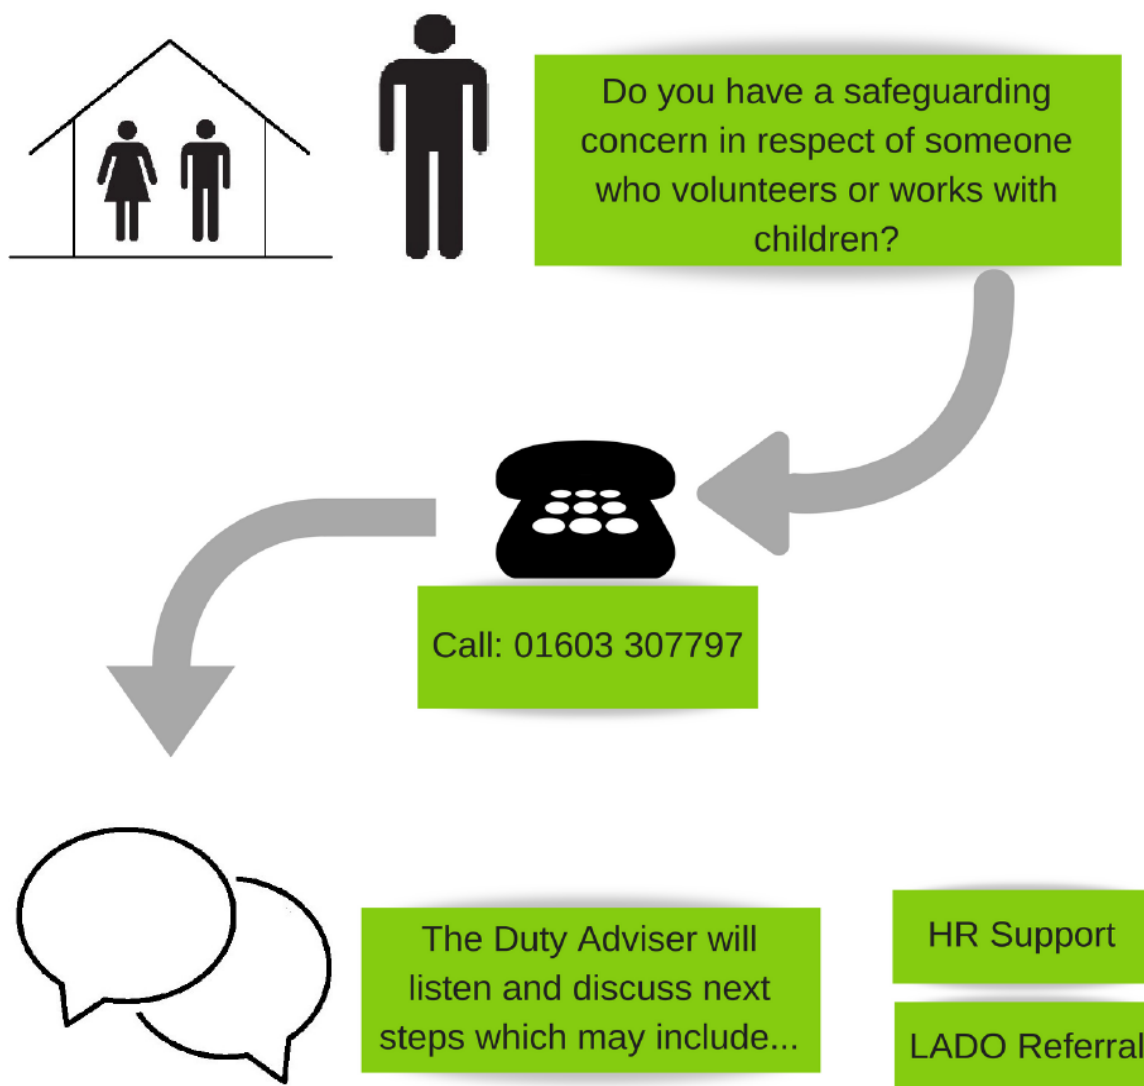 Do you have a safeguarding
concern in respect of someone
who volunteers or works with
children?
Call: 01603 307797
The Duty Adviser will
listen and discuss next
steps which may include...
HR Support
LADO Referral